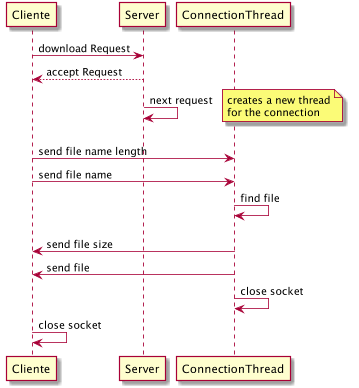 Cliente Server ConnectionThread
download Request
accept Request
next request
creates a new thread
for the connection
send file name length
send file name
find file
send file size
send file
close socket
close socket
Cliente Server ConnectionThread